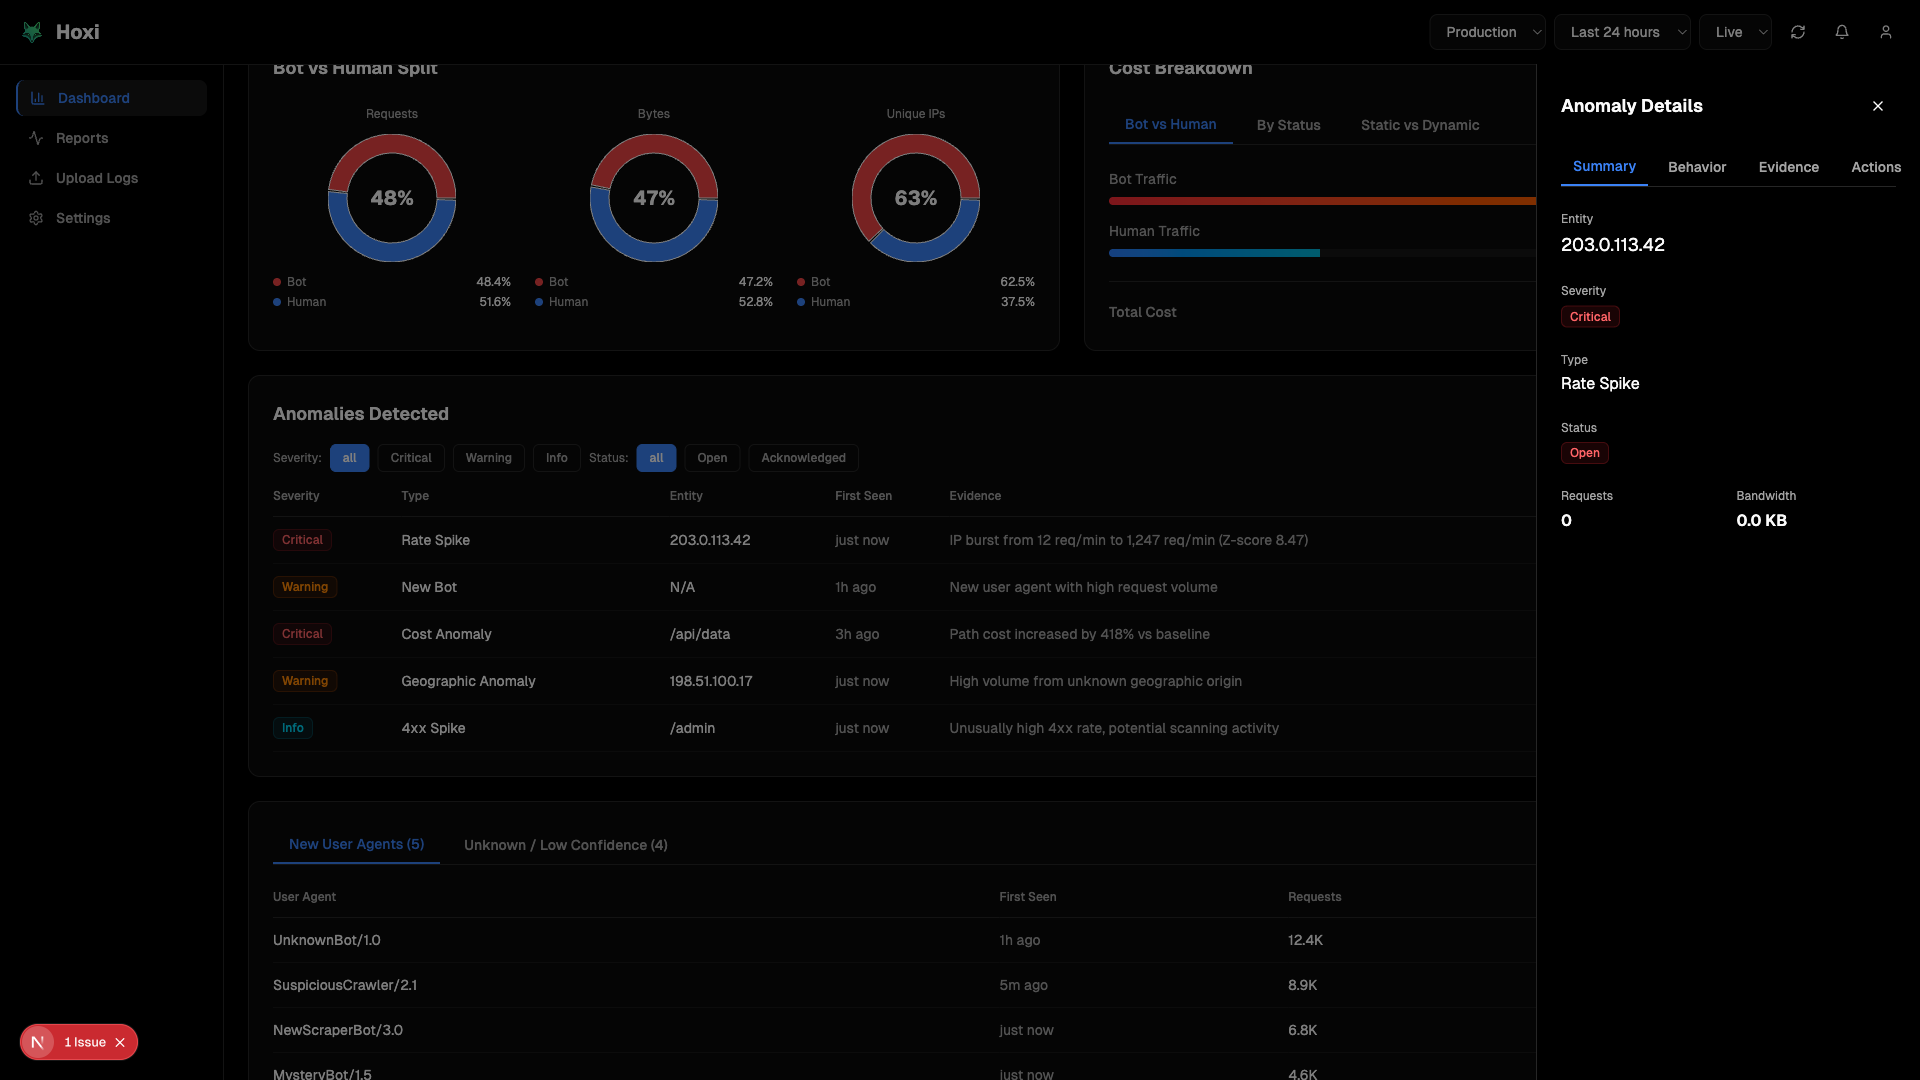 Hoxi
Production
Last 24 hours
Live
Dashboard
Reports
Upload Logs
Settings
Bot vs Human Split
Requests
Bytes
Unique IPs
48%
47%
63%
Bot 48.4%
Human 51.6%
Bot 47.2%
Human 52.8%
Bot 62.5%
Human 37.5%
Cost Breakdown
Bot vs Human
By Status
Static vs Dynamic
Bot Traffic
Human Traffic
Total Cost
Anomalies Detected
Severity: all Critical Warning Info Status: all Open Acknowledged
Severity Type Entity First Seen Evidence
Critical Rate Spike 203.0.113.42 just now IP burst from 12 req/min to 1,247 req/min (Z-score 8.47)
Warning New Bot N/A 1h ago New user agent with high request volume
Critical Cost Anomaly /api/data 3h ago Path cost increased by 418% vs baseline
Warning Geographic Anomaly 198.51.100.17 just now High volume from unknown geographic origin
Info 4xx Spike /admin just now Unusually high 4xx rate, potential scanning activity
New User Agents (5)
Unknown / Low Confidence (4)
User Agent First Seen Requests
UnknownBot/1.0 1h ago 12.4K
SuspiciousCrawler/2.1 5m ago 8.9K
NewScraperBot/3.0 just now 6.8K
MysteryBot/1.5 just now 4.6K
Anomaly Details
Summary
Behavior
Evidence
Actions
Entity
203.0.113.42
Severity
Critical
Type
Rate Spike
Status
Open
Requests
0
Bandwidth
0.0 KB
N 1 Issue